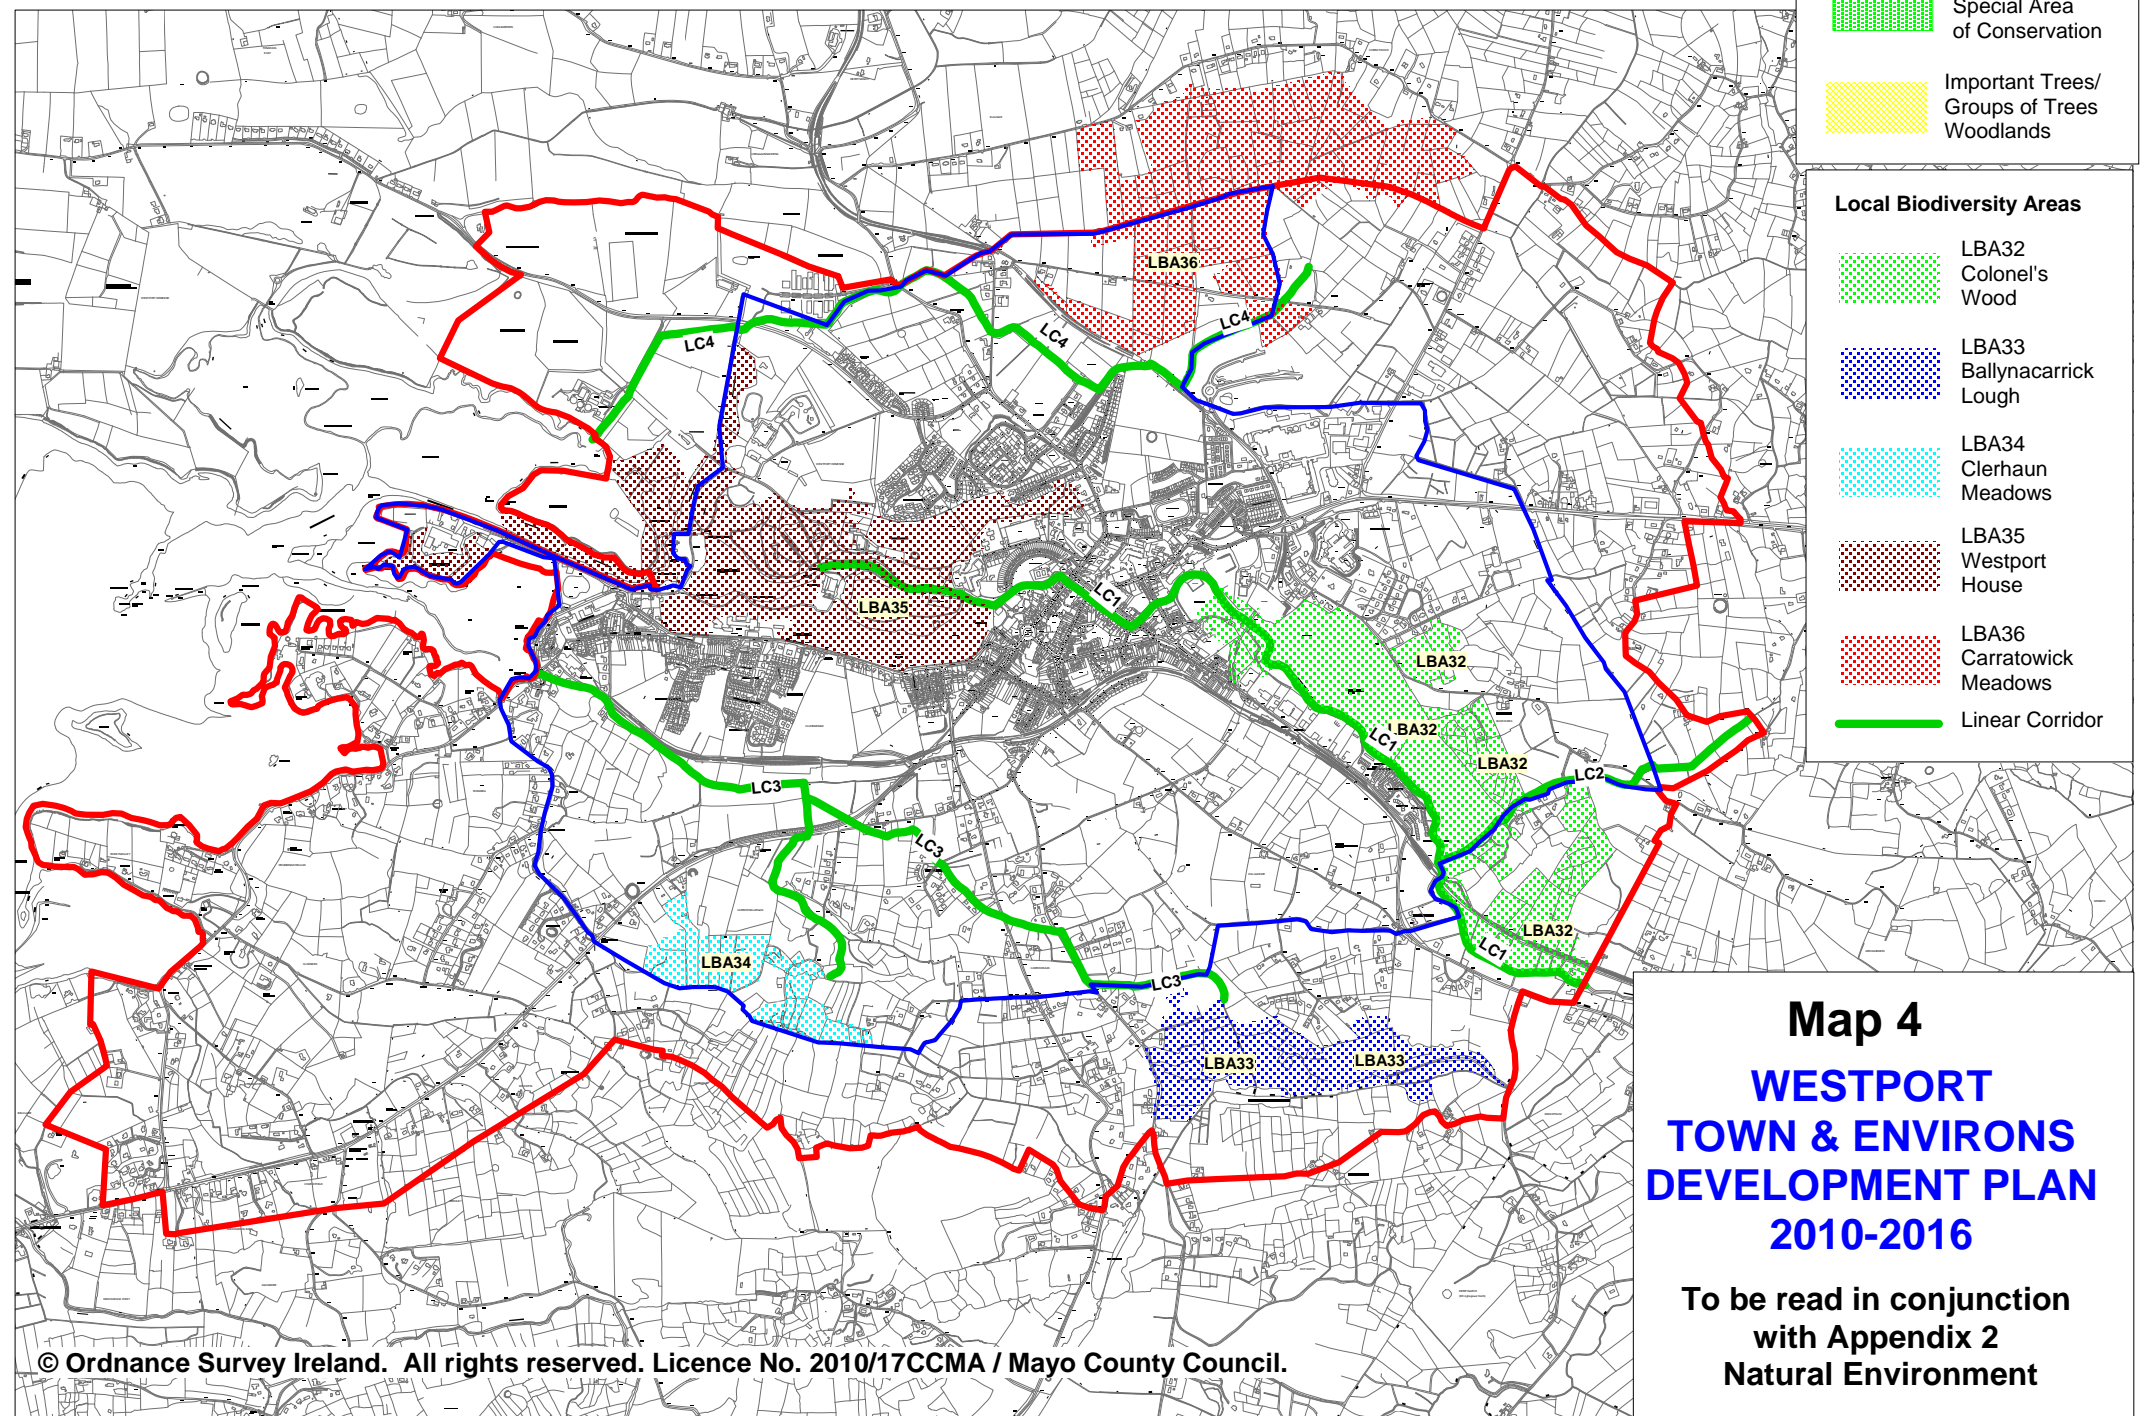 Special Area
of Conservation
Important Trees/
Groups of Trees
Woodlands
Local Biodiversity Areas
LBA32
Colonel's
Wood
LBA33
Ballynacarrick
Lough
LBA34
Clerhaun
Meadows
LBA35
Westport
House
LBA36
Carratowick
Meadows
Linear Corridor
LBA36
LC4
LC4
LC4
LC1
LBA35
LBA32
LBA32
LC1
LBA32
LC2
LC3
LC3
LBA32
LBA34
LC1
LC3
LBA33
LBA33
Map 4
WESTPORT
TOWN & ENVIRONS
DEVELOPMENT PLAN
2010-2016
To be read in conjunction
with Appendix 2
Natural Environment
© Ordnance Survey Ireland. All rights reserved. Licence No. 2010/17CCMA / Mayo County Council.